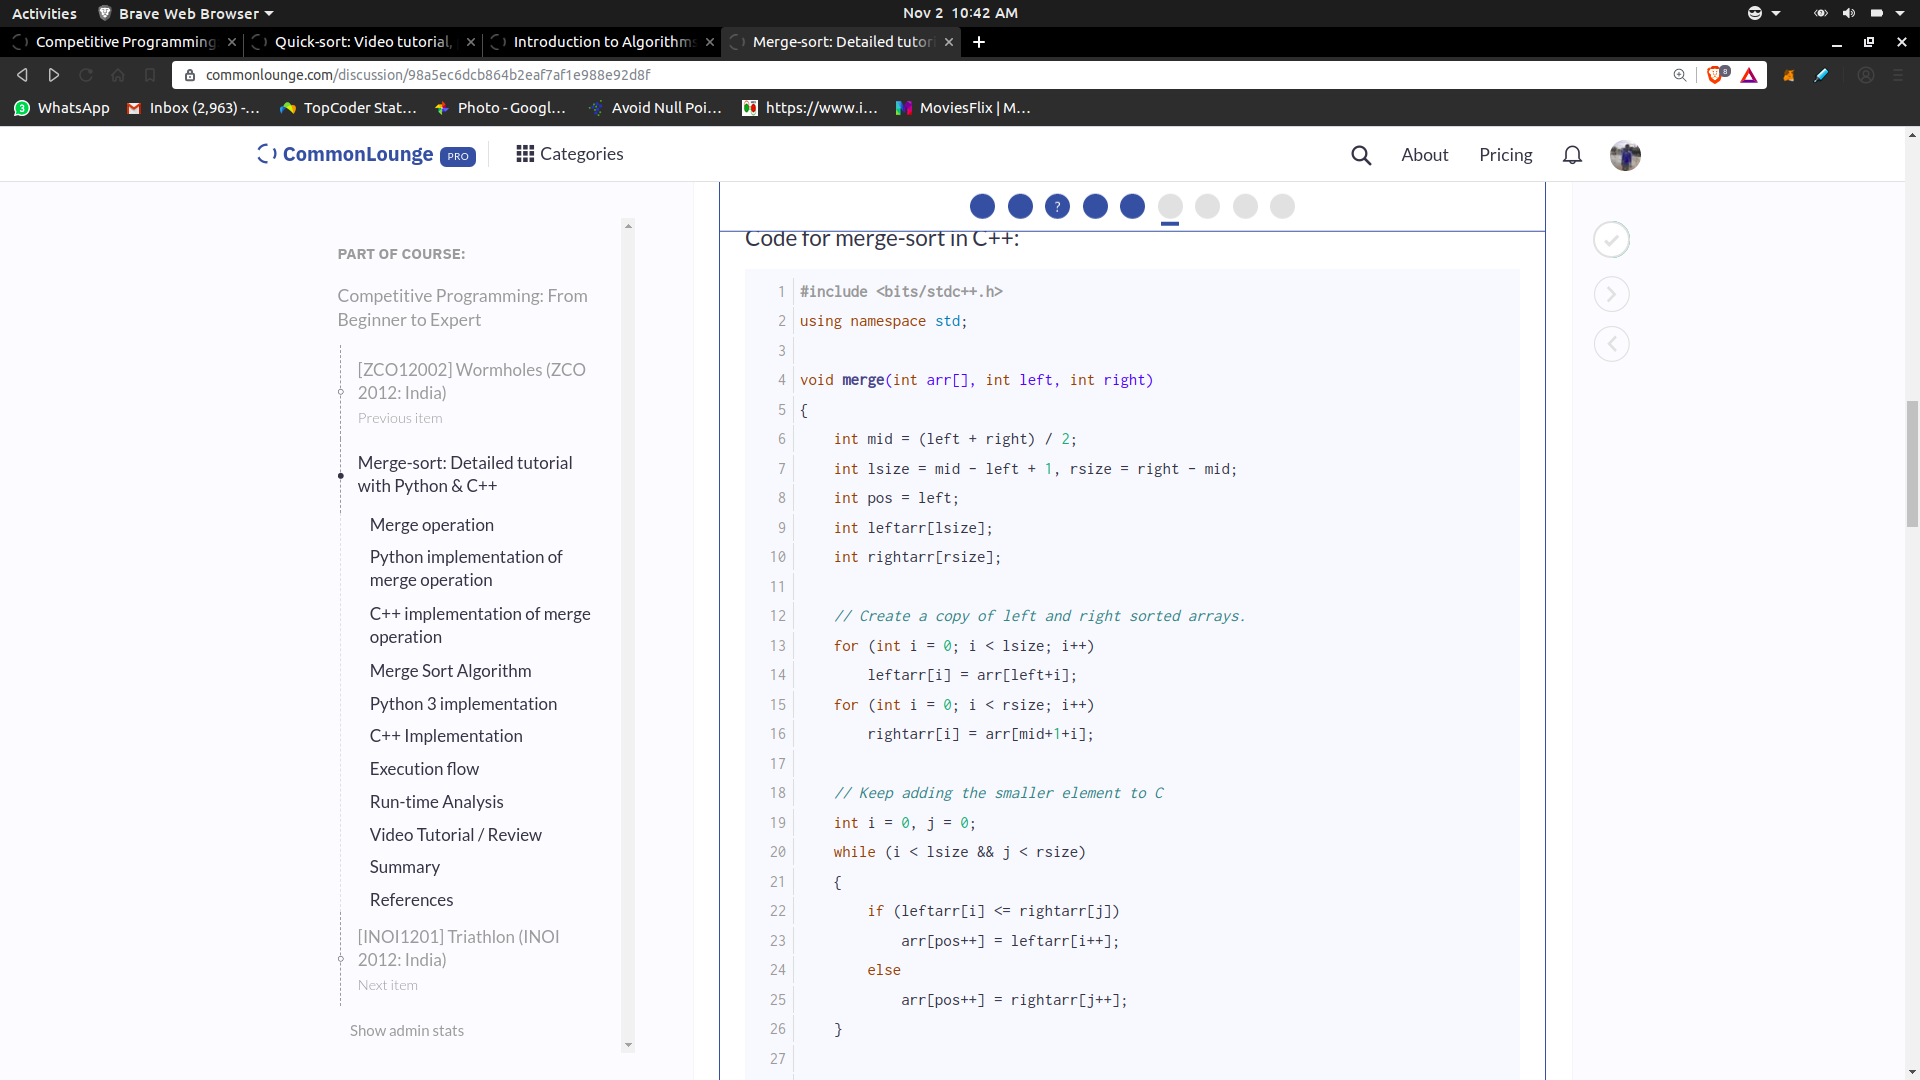 Activities
Brave Web Browser
Nov 2 10:42 AM
Competitive Programming
Quick-sort: Video tutorial,
Introduction to Algorithms
Merge-sort: Detailed tutori
commonlounge.com/discussion/98a5ec6dcb864b2eaf7af1e988e92d8f
8
3
WhatsApp
Inbox (2,963) -...
TopCoder Stat...
Photo - Googl...
Avoid Null Poi...
https://www.i...
MoviesFlix | M...
CommonLounge PRO
Categories
About
Pricing
?
PART OF COURSE:
Competitive Programming: From
Beginner to Expert
[ZCO12002] Wormholes (ZCO
2012: India)
Previous item
Merge-sort: Detailed tutorial
with Python & C++
Merge operation
Python implementation of
merge operation
C++ implementation of merge
operation
Merge Sort Algorithm
Python 3 implementation
C++ Implementation
Execution flow
Run-time Analysis
Video Tutorial / Review
Summary
References
[INOI1201] Triathlon (INOI
2012: India)
Next item
Show admin stats
Code for merge-sort in C++:
1 #include <bits/stdc++.h>
2 using namespace std;
3
4 void merge(int arr[], int left, int right)
5 {
6 int mid = (left + right) / 2;
7 int lsize = mid - left + 1, rsize = right - mid;
8 int pos = left;
9 int leftarr[lsize];
10 int rightarr[rsize];
11
12 // Create a copy of left and right sorted arrays.
13 for (int i = 0; i < lsize; i++)
14 leftarr[i] = arr[left+i];
15 for (int i = 0; i < rsize; i++)
16 rightarr[i] = arr[mid+1+i];
17
18 // Keep adding the smaller element to C
19 int i = 0, j = 0;
20 while (i < lsize && j < rsize)
21 {
22 if (leftarr[i] <= rightarr[j])
23 arr[pos++] = leftarr[i++];
24 else
25 arr[pos++] = rightarr[j++];
26 }
27